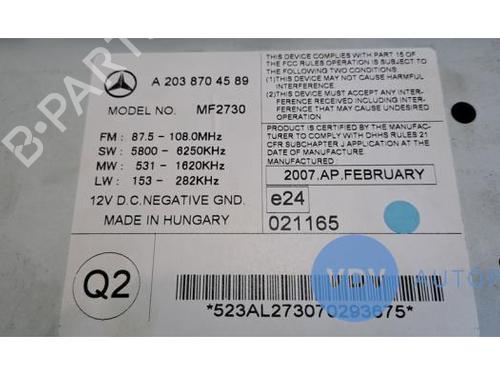 A 203 870 45 89
MODEL NO. MF2730
FM : 87.5 - 108.0MHz
SW : 5800 - 6250KHz
MW : 531 - 1620KHz
LW : 153 - 282KHz
12V D.C. NEGATIVE GND.
MADE IN HUNGARY
THIS DEVICE COMPLIES WITH PART 15 OF
THE FCC RULES OPERATION IS SUBJECT
TO THE FOLLOWING TWO CONDITIONS:
(1)THIS DEVICE MAY NOT CAUSE HARMFUL
INTERFERENCE
(2)THIS DEVICE MUST ACCEPT ANY INTER-
FERENCE RECEIVED, INCLUDING INTER-
FERENCE THAT MAY CAUSE UNDESIRED
OPERATION
PRODUCT IS CERTIFIED BY THE MANUFAC-
TURER TO COMPLY WITH DHHS RULES 21
CFR SUBCHAPTER J APPLICABLE AT THE
DATE OF MANUFACTURE
2007.AP.FEBRUARY
e24
021165
Q2
VDV AUTO
*523AL273070293675*
B-PARTS